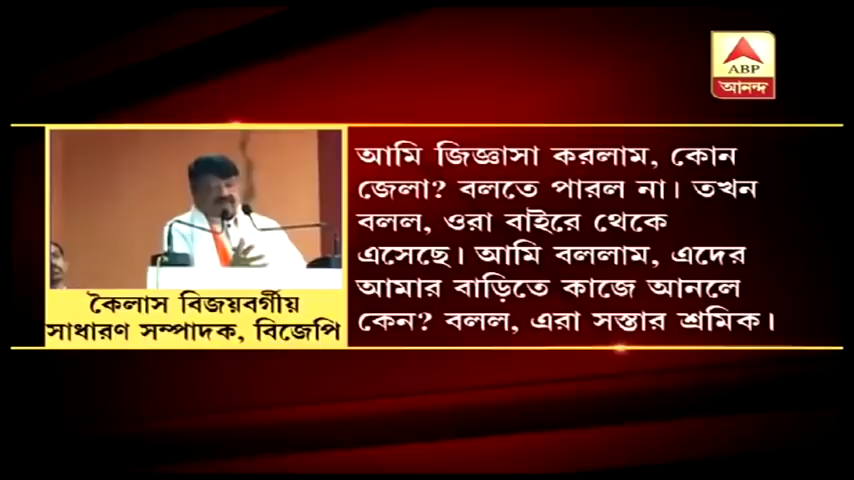 ABP
আনন্দ
আমি জিজ্ঞাসা করলাম, কোন
জেলা? বলতে পারল না। তখন
বলল, ওরা বাইরে থেকে
এসেছে। আমি বললাম, এদের
আমার বাড়িতে কাজে আনলে
কেন? বলল, এরা সস্তার শ্রমিক।
কৈলাস বিজয়বর্গীয়
সাধারণ সম্পাদক, বিজেপি